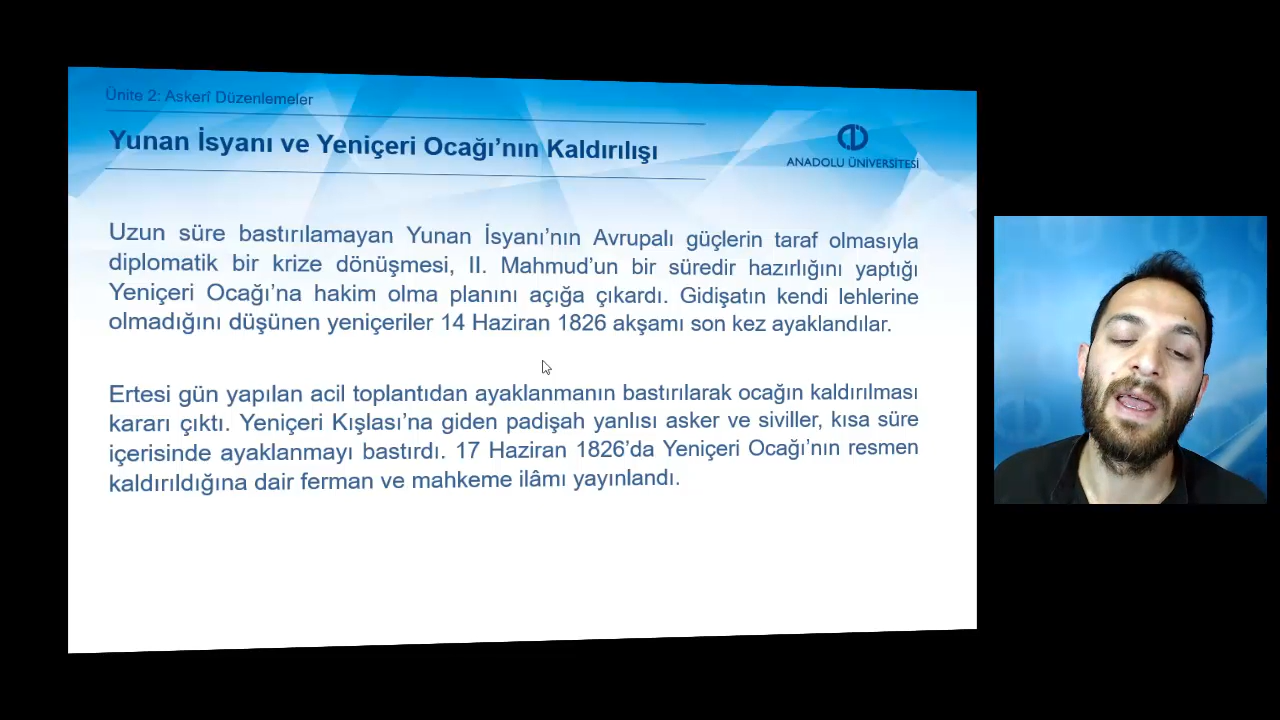 Ünite 2: Askerî Düzenlemeler
Yunan İsyanı ve Yeniçeri Ocağı’nın Kaldırılışı
ANADOLU ÜNİVERSİTESİ
Uzun süre bastırılamayan Yunan İsyanı’nın Avrupalı güçlerin taraf olmasıyla
diplomatik bir krize dönüşmesi, II. Mahmud’un bir süredir hazırlığını yaptığı
Yeniçeri Ocağı’na hakim olma planını açığa çıkardı. Gidişatın kendi lehlerine
olmadığını düşünen yeniçeriler 14 Haziran 1826 akşamı son kez ayaklandılar.
Ertesi gün yapılan acil toplantıdan ayaklanmanın bastırılarak ocağın kaldırılması
kararı çıktı. Yeniçeri Kışlası’na giden padişah yanlısı asker ve siviller, kısa süre
içerisinde ayaklanmayı bastırdı. 17 Haziran 1826’da Yeniçeri Ocağı’nın resmen
kaldırıldığına dair ferman ve mahkeme ilâmı yayınlandı.